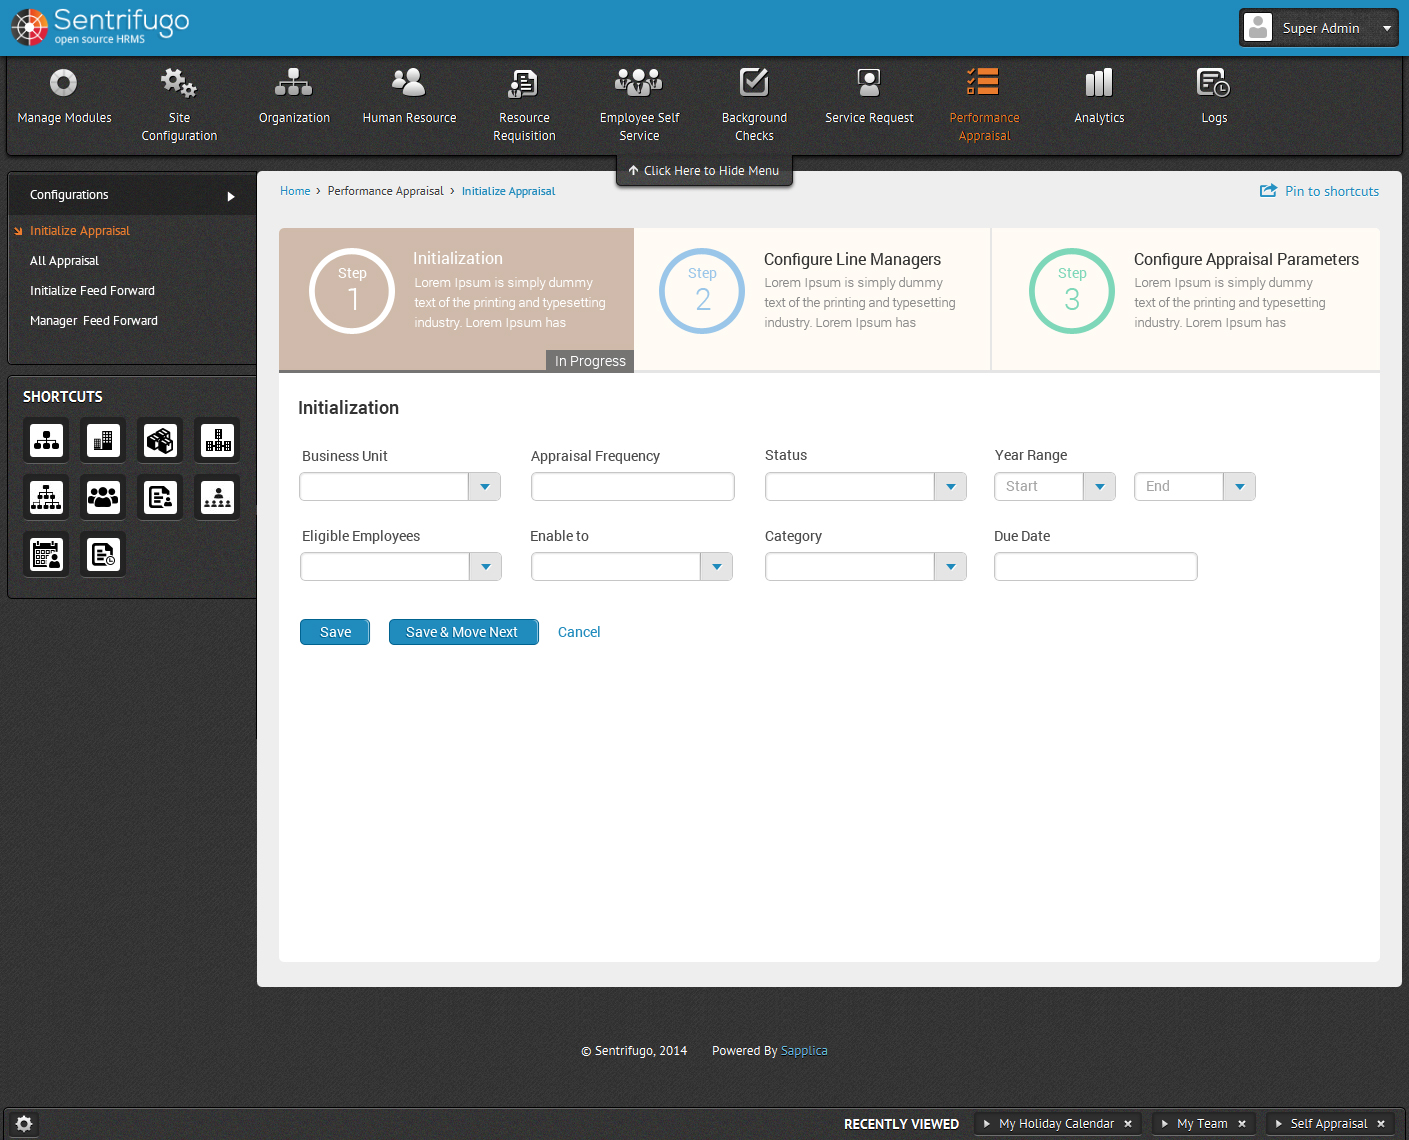 Sentrifugo
open source HRMS
Super Admin
Manage Modules
Site
Configuration
Organization
Human Resource
Resource
Requisition
Employee Self
Service
Background
Checks
Service Request
Performance
Appraisal
Analytics
Logs
Click Here to Hide Menu
Configurations
Initialize Appraisal
All Appraisal
Initialize Feed Forward
Manager Feed Forward
SHORTCUTS
Home › Performance Appraisal › Initialize Appraisal
Pin to shortcuts
Step
1
Initialization
Lorem Ipsum is simply dummy
text of the printing and typesetting
industry. Lorem Ipsum has
In Progress
Step
2
Configure Line Managers
Lorem Ipsum is simply dummy
text of the printing and typesetting
industry. Lorem Ipsum has
Step
3
Configure Appraisal Parameters
Lorem Ipsum is simply dummy
text of the printing and typesetting
industry. Lorem Ipsum has
Initialization
Business Unit
Appraisal Frequency
Status
Year Range
Start
End
Eligible Employees
Enable to
Category
Due Date
Save
Save & Move Next
Cancel
© Sentrifugo, 2014 Powered By Sapplica
RECENTLY VIEWED
My Holiday Calendar
My Team
Self Appraisal